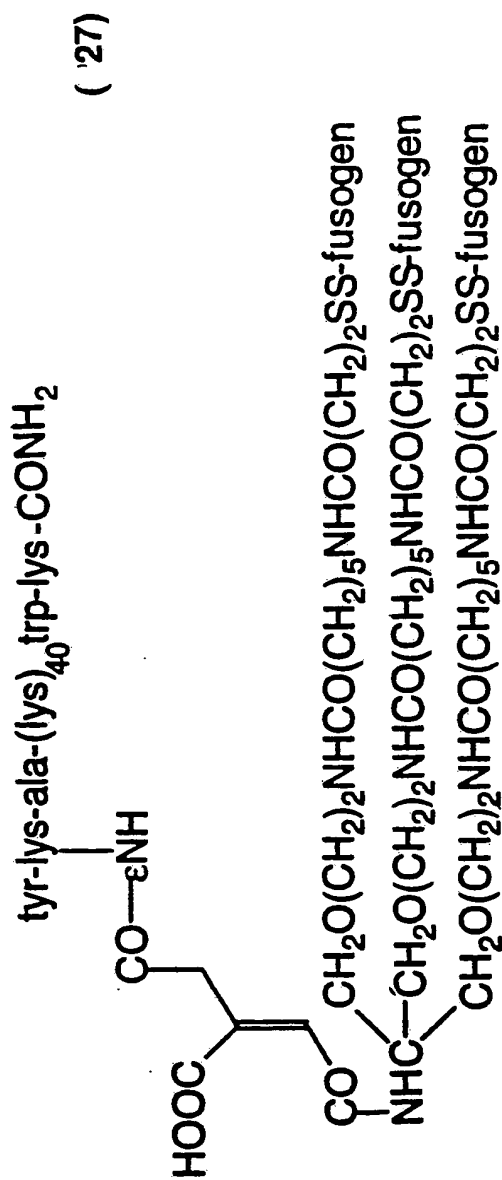 ( '27)
tyr-lys-ala-(lys)40trp-lys-CONH2
CO—εNH
HOOC
CO
CH2O(CH2)2NHCO(CH2)5NHCO(CH2)2SS-fusogen
NHC CH2O(CH2)2NHCO(CH2)5NHCO(CH2)2SS-fusogen
CH2O(CH2)2NHCO(CH2)5NHCO(CH2)2SS-fusogen